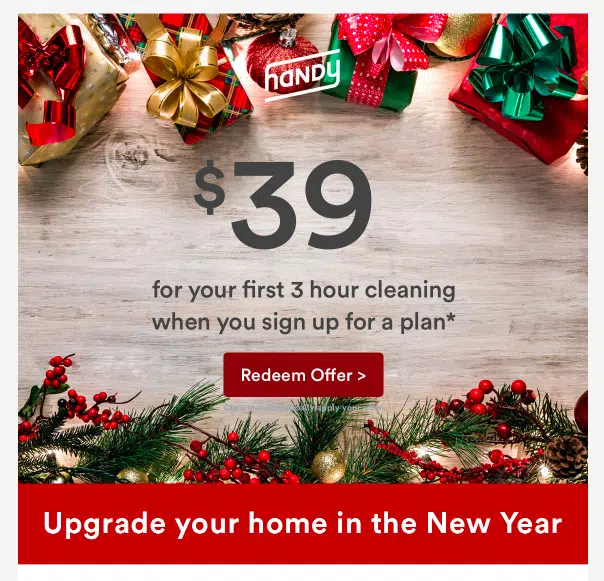 HANDY
$39
for your first 3 hour cleaning
when you sign up for a plan*
Redeem Offer >
Upgrade your home in the New Year